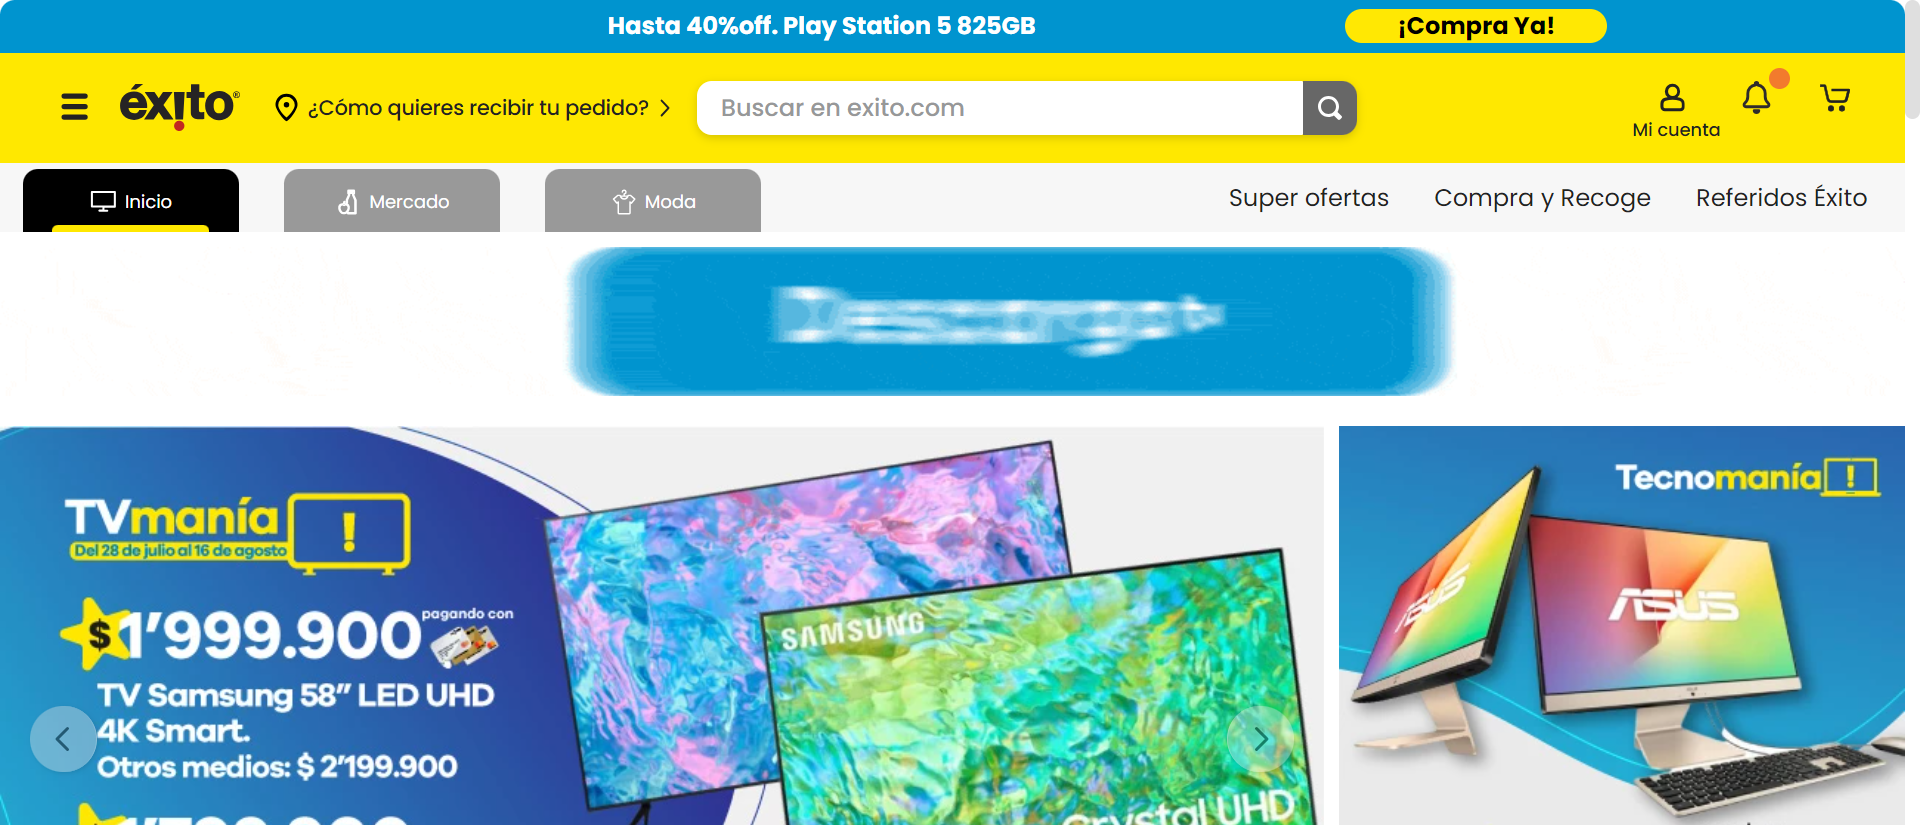 Hasta 40%off. Play Station 5 825GB
¡Compra Ya!
éxito®
¿Cómo quieres recibir tu pedido?
Buscar en exito.com
Mi cuenta
Inicio
Mercado
Moda
Super ofertas
Compra y Recoge
Referidos Éxito
TVmanía
Del 28 de julio al 16 de agosto
$1'999.900
pagando con
TV Samsung 58" LED UHD
4K Smart.
Otros medios: $ 2'199.900
SAMSUNG
Crystal UHD
Tecnomanía
ASUS
ASUS